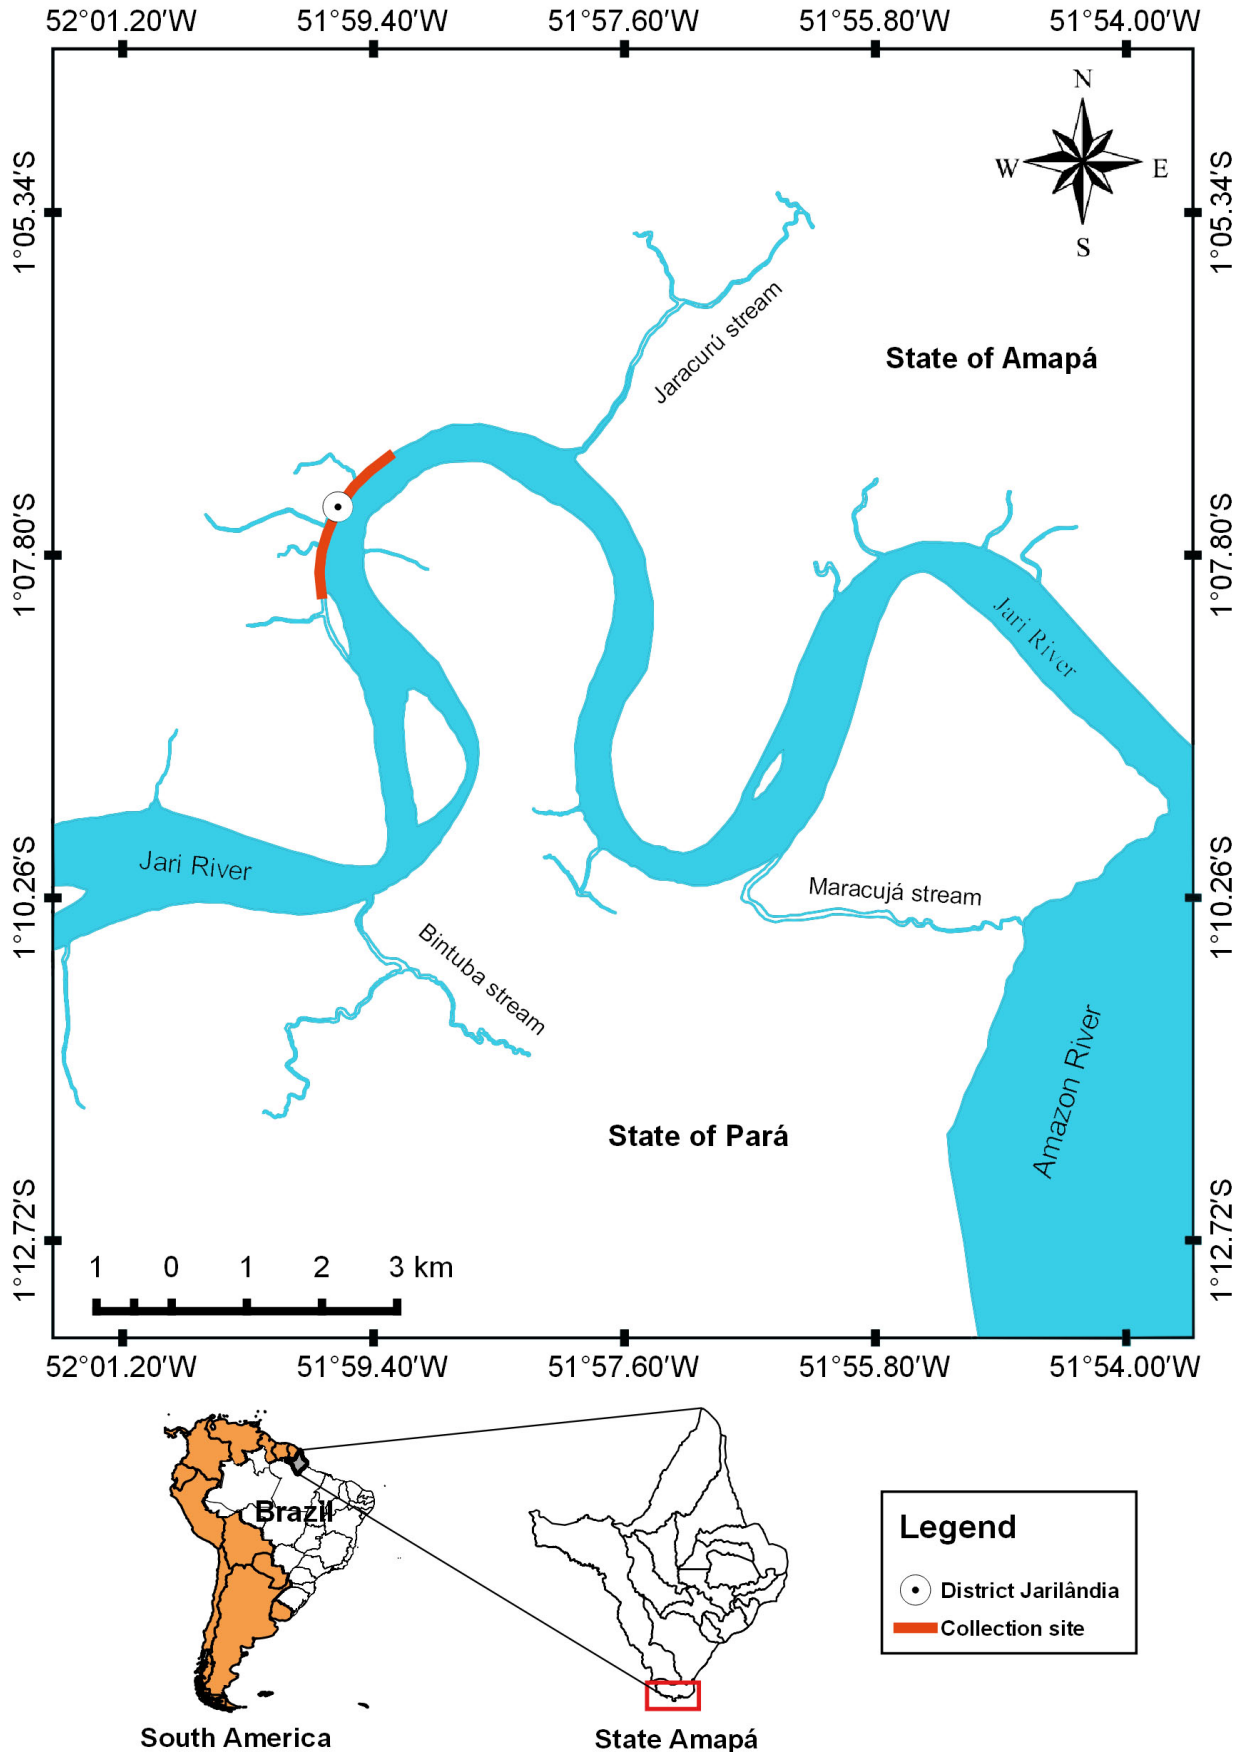 52°01.20'W 51°59.40'W 51°57.60'W 51°55.80'W 51°54.00'W
N
W E
S
1°05.34'S 1°05.34'S
Jaracurú stream
State of Amapá
1°07.80'S 1°07.80'S
Jari River
Jari River
Maracujá stream
1°10.26'S 1°10.26'S
Bintuba stream
Amazon River
State of Pará
1°12.72'S 1°12.72'S
1 0 1 2 3 km
52°01.20'W 51°59.40'W 51°57.60'W 51°55.80'W 51°54.00'W
Brazil
Legend
District Jarilândia
Collection site
South America
State Amapá